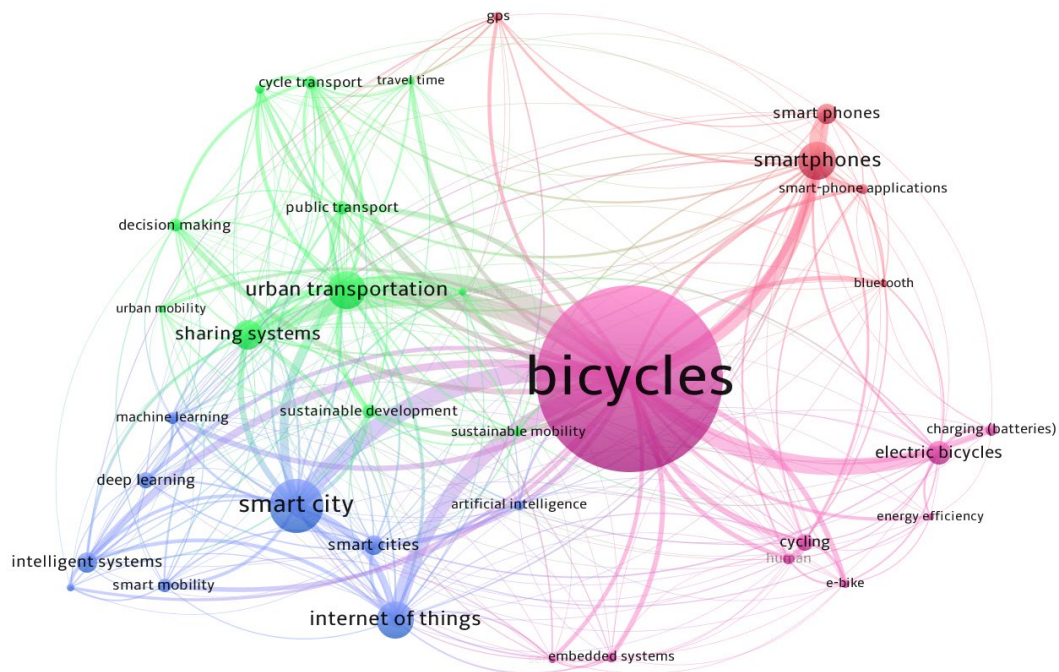 gps
cycle transport
travel time
smart phones
smartphones
smart-phone applications
public transport
decision making
bluetooth
urban transportation
urban mobility
sharing systems
bicycles
machine learning
sustainable development
sustainable mobility
charging (batteries)
electric bicycles
deep learning
smart city
artificial intelligence
energy efficiency
smart cities
cycling
human
intelligent systems
smart mobility
e-bike
internet of things
embedded systems